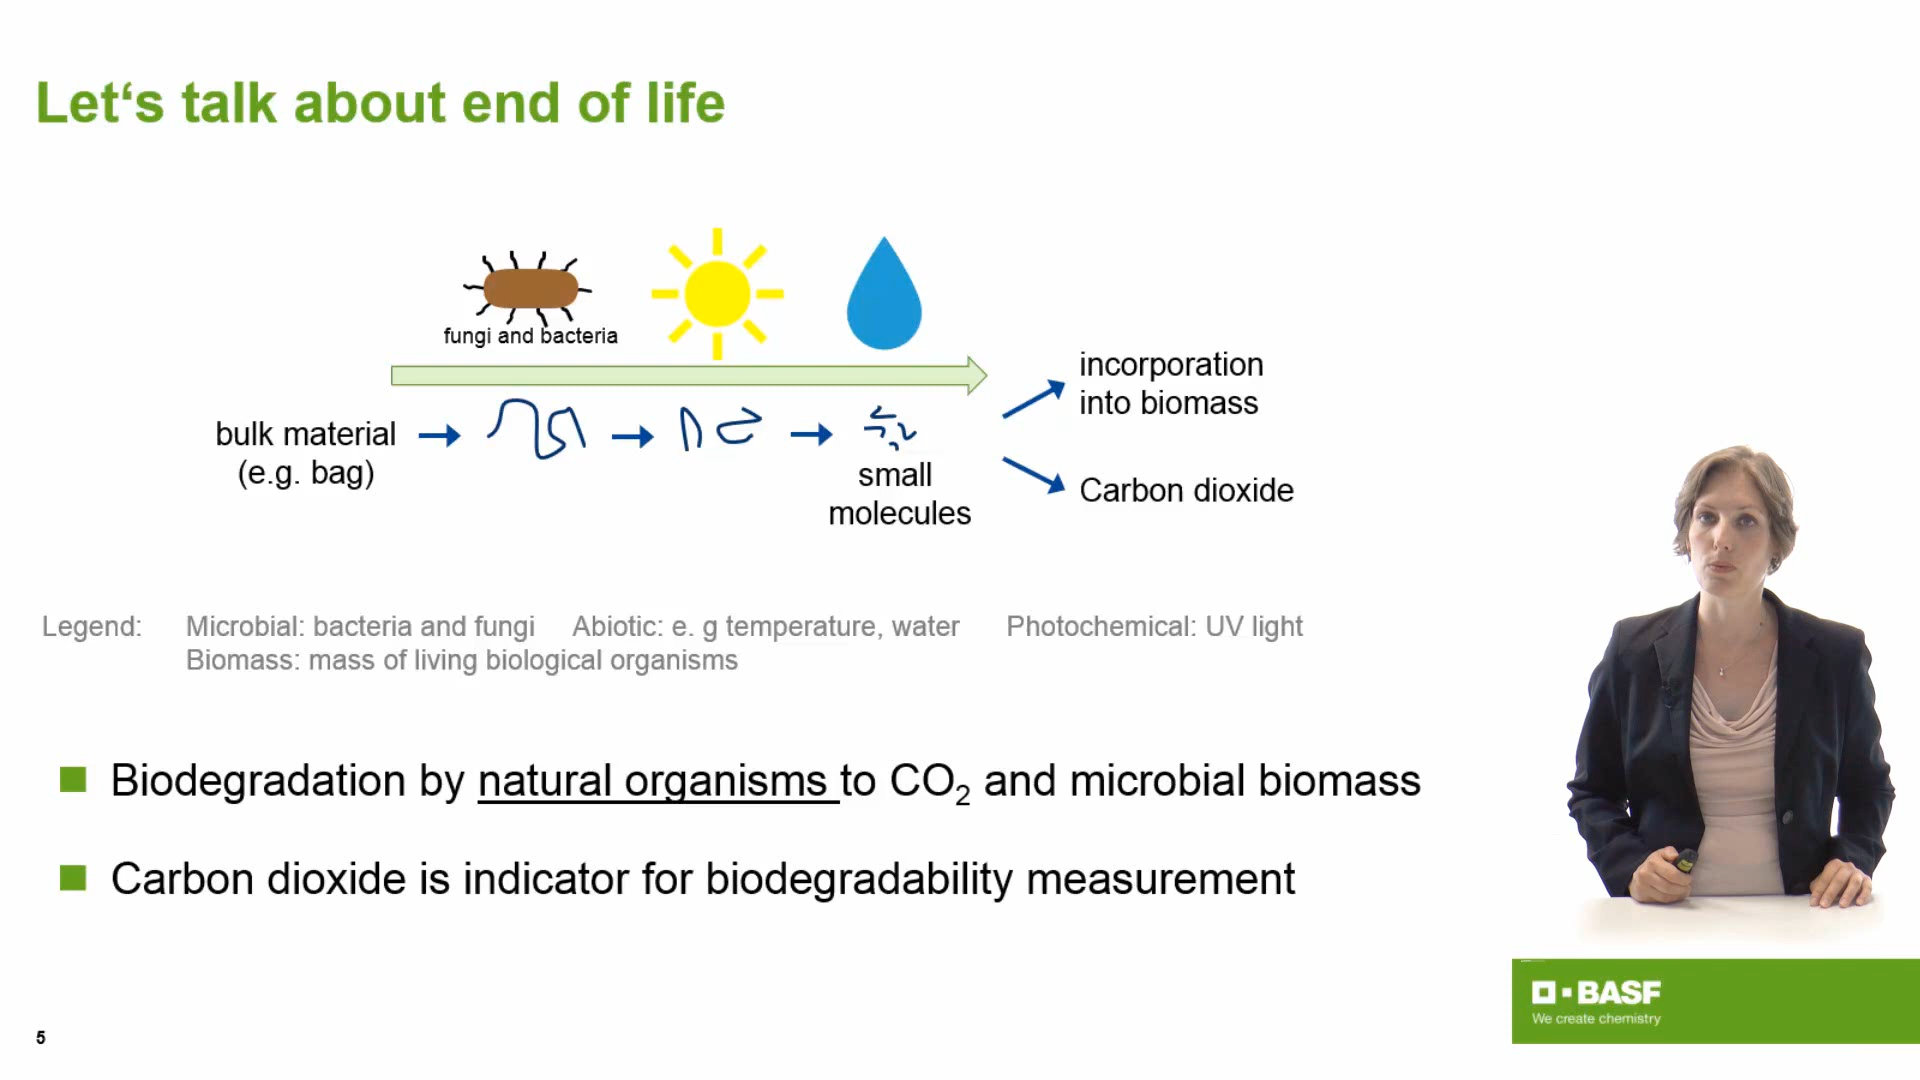 Let‘s talk about end of life
fungi and bacteria
bulk material
(e.g. bag)
small
molecules
incorporation
into biomass
Carbon dioxide
Legend: Microbial: bacteria and fungi Abiotic: e. g temperature, water Photochemical: UV light
Biomass: mass of living biological organisms
Biodegradation by natural organisms to CO₂ and microbial biomass
Carbon dioxide is indicator for biodegradability measurement
BASF
We create chemistry
5